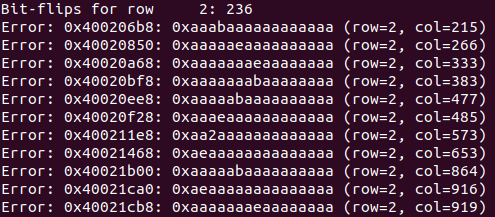 Bit-flips for row     2: 236
Error: 0x400206b8: 0xaaabaaaaaaaaaaaa (row=2, col=215)
Error: 0x40020850: 0xaaaaaeaaaaaaaaaa (row=2, col=266)
Error: 0x40020a68: 0xaaaaaaaeaaaaaaaa (row=2, col=333)
Error: 0x40020bf8: 0xaaaaaaabaaaaaaaa (row=2, col=383)
Error: 0x40020ee8: 0xaaaaabaaaaaaaaaa (row=2, col=477)
Error: 0x40020f28: 0xaaaeaaaaaaaaaaaa (row=2, col=485)
Error: 0x400211e8: 0xaa2aaaaaaaaaaaaa (row=2, col=573)
Error: 0x40021468: 0xaeaaaaaaaaaaaaaa (row=2, col=653)
Error: 0x40021b00: 0xaaaaabaaaaaaaaaa (row=2, col=864)
Error: 0x40021ca0: 0xaeaaaaaaaaaaaaaa (row=2, col=916)
Error: 0x40021cb8: 0xaaaaaaaeaaaaaaaa (row=2, col=919)